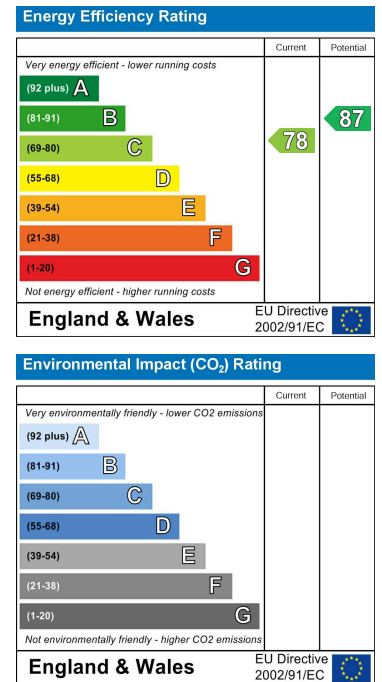 Energy Efficiency Rating
Current Potential
Very energy efficient - lower running costs
(92 plus) A
(81-91) B
(69-80) C
(55-68) D
(39-54) E
(21-38) F
(1-20) G
78
87
Not energy efficient - higher running costs
England & Wales
EU Directive
2002/91/EC
Environmental Impact (CO₂) Rating
Current Potential
Very environmentally friendly - lower CO2 emissions
(92 plus) A
(81-91) B
(69-80) C
(55-68) D
(39-54) E
(21-38) F
(1-20) G
Not environmentally friendly - higher CO2 emissions
England & Wales
EU Directive
2002/91/EC